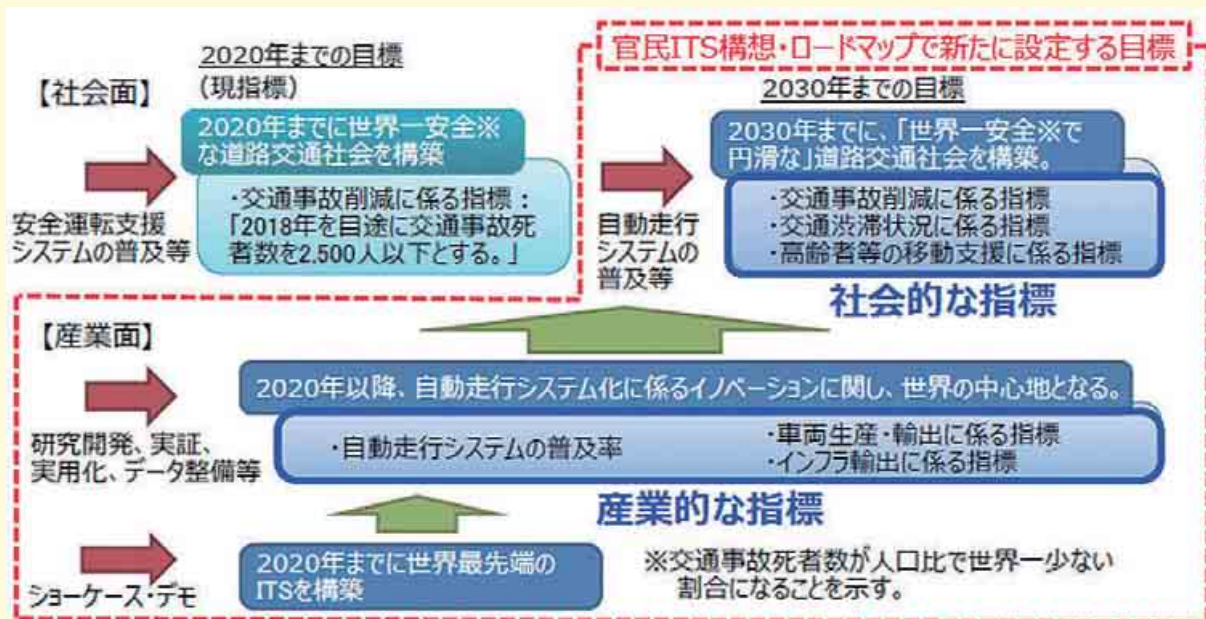 官民ITS構想・ロードマップで新たに設定する目標
【社会面】
2020年までの目標
(現指標)
2020年までに世界一安全※
な道路交通社会を構築
・交通事故削減に係る指標：
「2018年を目途に交通事故死
者数を2,500人以下とする。」
安全運転支援
システムの普及等
2030年までの目標
2030年までに、「世界一安全※で
円滑な」道路交通社会を構築。
・交通事故削減に係る指標
・交通渋滞状況に係る指標
・高齢者等の移動支援に係る指標
自動走行
システムの
普及等
社会的な指標
【産業面】
2020年以降、自動走行システム化に係るイノベーションに関し、世界の中心地となる。
・自動走行システムの普及率
・車両生産・輸出に係る指標
・インフラ輸出に係る指標
研究開発、実証、
実用化、データ整備等
産業的な指標
2020年までに世界最先端の
ITSを構築
ショーケース・デモ
※交通事故死者数が人口比で世界一少ない
割合になることを示す。